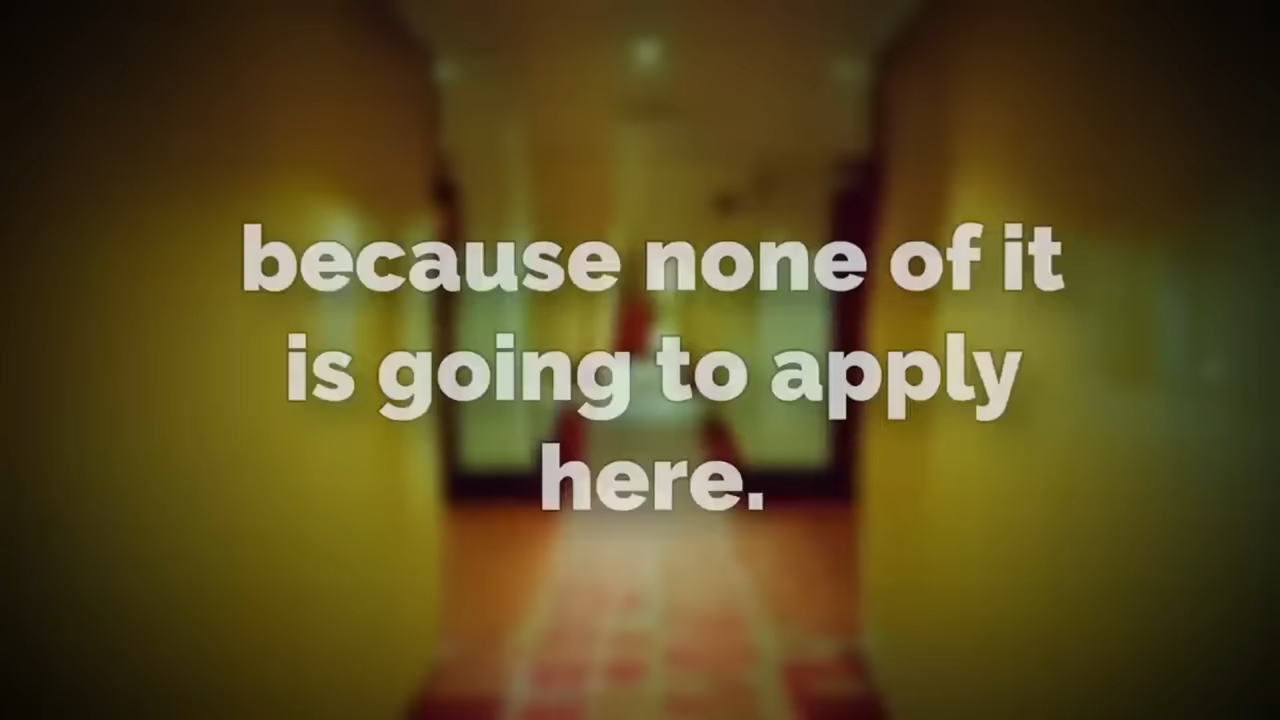 because none of it
is going to apply
here.